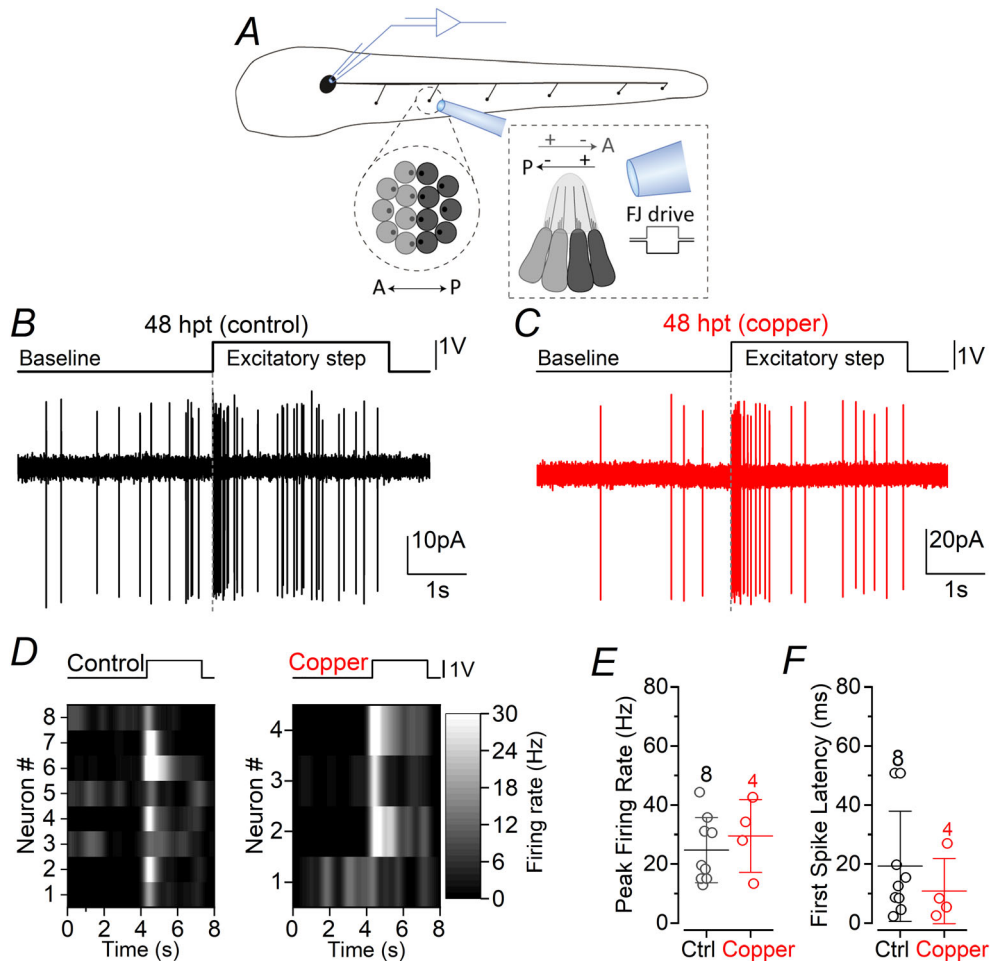 A
+ - A
P - +
FJ drive
A P
B
48 hpt (control)
Baseline
Excitatory step
1V
10pA
1s
C
48 hpt (copper)
Baseline
Excitatory step
1V
20pA
1s
D
Control
Copper
1V
Neuron #
8
7
6
5
4
3
2
1
0 2 4 6 8
Time (s)
Neuron #
4
3
2
1
0 2 4 6 8
Time (s)
30
24
18
12
6
0
Firing rate (Hz)
E
Peak Firing Rate (Hz)
80
60
40
20
0
8
4
Ctrl Copper
F
First Spike Latency (ms)
80
60
40
20
0
8
4
Ctrl Copper